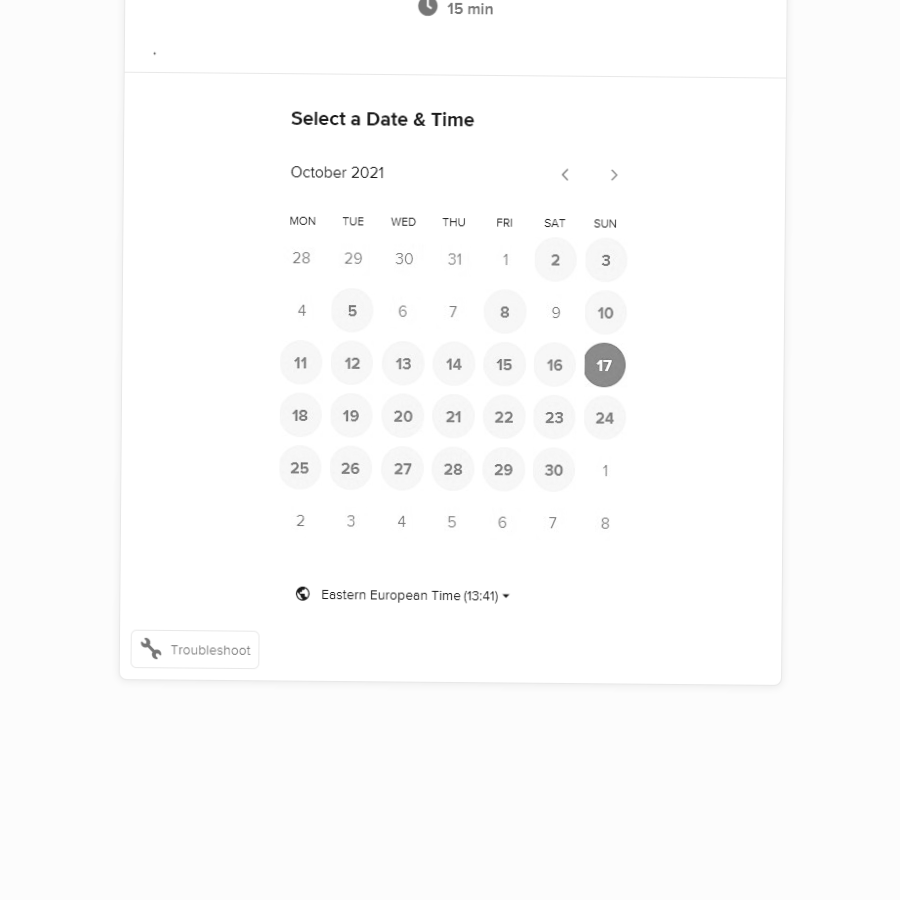 15 min
.
Select a Date & Time
October 2021
MON TUE WED THU FRI SAT SUN
28 29 30 31 1 2 3
4 5 6 7 8 9 10
11 12 13 14 15 16 17
18 19 20 21 22 23 24
25 26 27 28 29 30 1
2 3 4 5 6 7 8
Eastern European Time (13:41)
Troubleshoot